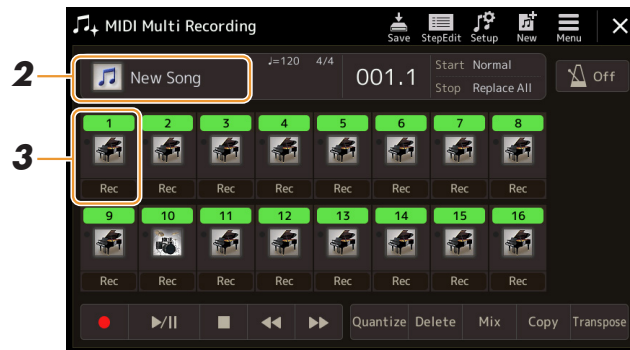 MIDI Multi Recording
Save StepEdit Setup New Menu
2
New Song
♩=120 4/4
001.1
Start Normal
Stop Replace All
Off
3
1 2 3 4 5 6 7 8
Rec Rec Rec Rec Rec Rec Rec Rec
9 10 11 12 13 14 15 16
Rec Rec Rec Rec Rec Rec Rec Rec
Quantize Delete Mix Copy Transpose